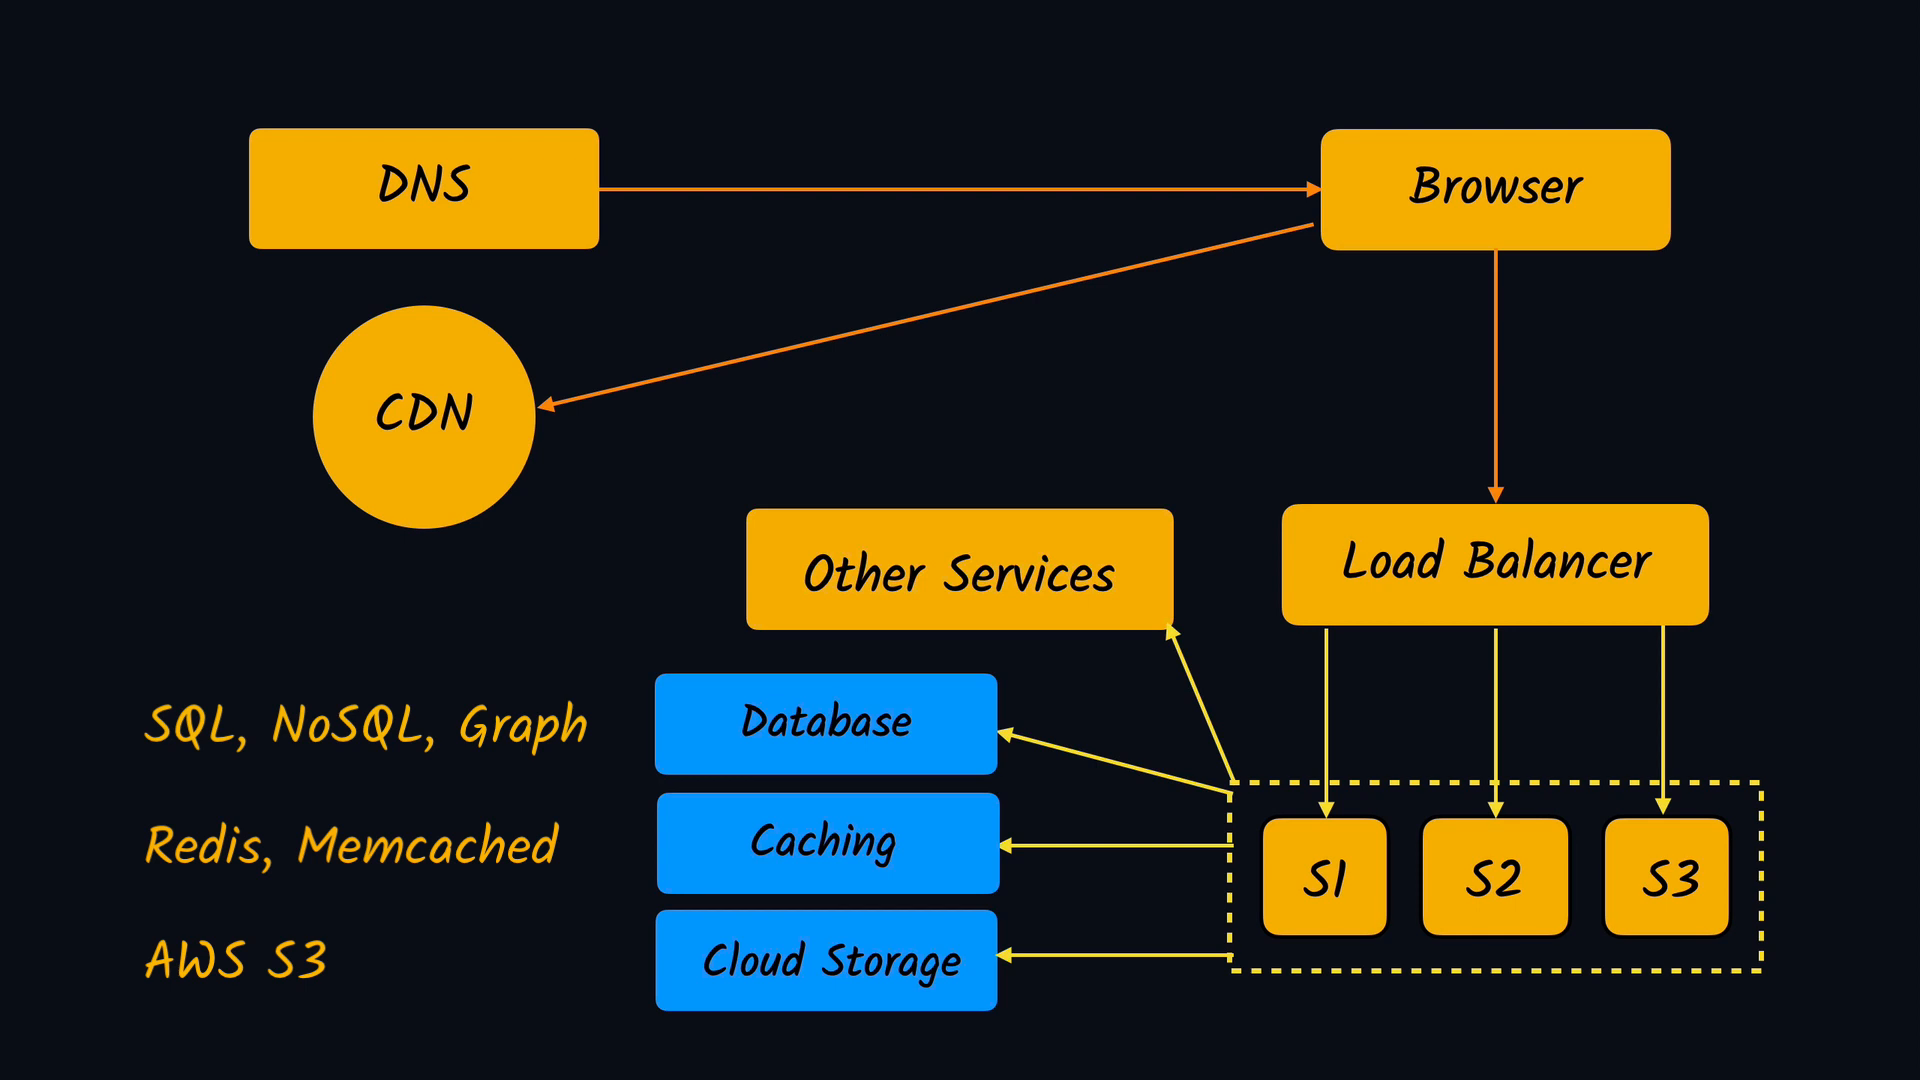 DNS
Browser
CDN
Other Services
Load Balancer
SQL, NoSQL, Graph
Database
Redis, Memcached
Caching
S1
S2
S3
AWS S3
Cloud Storage